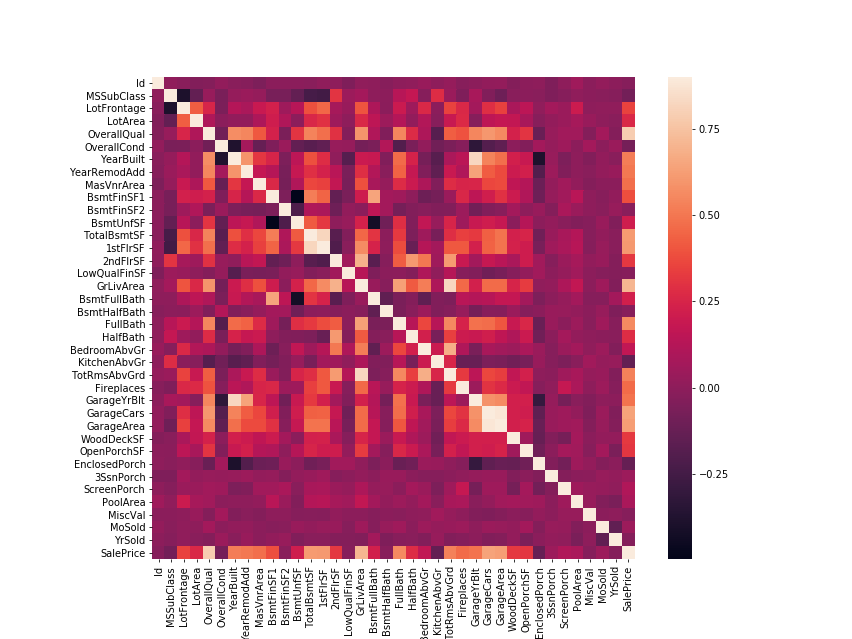 Id
MSSubClass
LotFrontage
LotArea
OverallQual
OverallCond
YearBuilt
YearRemodAdd
MasVnrArea
BsmtFinSF1
BsmtFinSF2
BsmtUnfSF
TotalBsmtSF
1stFlrSF
2ndFlrSF
LowQualFinSF
GrLivArea
BsmtFullBath
BsmtHalfBath
FullBath
HalfBath
BedroomAbvGr
KitchenAbvGr
TotRmsAbvGrd
Fireplaces
GarageYrBlt
GarageCars
GarageArea
WoodDeckSF
OpenPorchSF
EnclosedPorch
3SsnPorch
ScreenPorch
PoolArea
MiscVal
MoSold
YrSold
SalePrice
Id
MSSubClass
LotFrontage
LotArea
OverallQual
OverallCond
YearBuilt
YearRemodAdd
MasVnrArea
BsmtFinSF1
BsmtFinSF2
BsmtUnfSF
TotalBsmtSF
1stFlrSF
2ndFlrSF
LowQualFinSF
GrLivArea
BsmtFullBath
BsmtHalfBath
FullBath
HalfBath
BedroomAbvGr
KitchenAbvGr
TotRmsAbvGrd
Fireplaces
GarageYrBlt
GarageCars
GarageArea
WoodDeckSF
OpenPorchSF
EnclosedPorch
3SsnPorch
ScreenPorch
PoolArea
MiscVal
MoSold
YrSold
SalePrice
0.75
0.50
0.25
0.00
−0.25